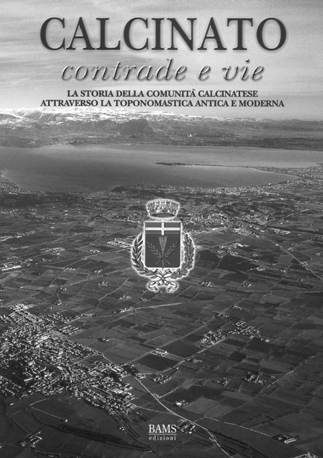 CALCINATO
contrade e vie
LA STORIA DELLA COMUNITÀ CALCINATESE
ATTRAVERSO LA TOPONOMASTICA ANTICA E MODERNA
BAMS
edizioni